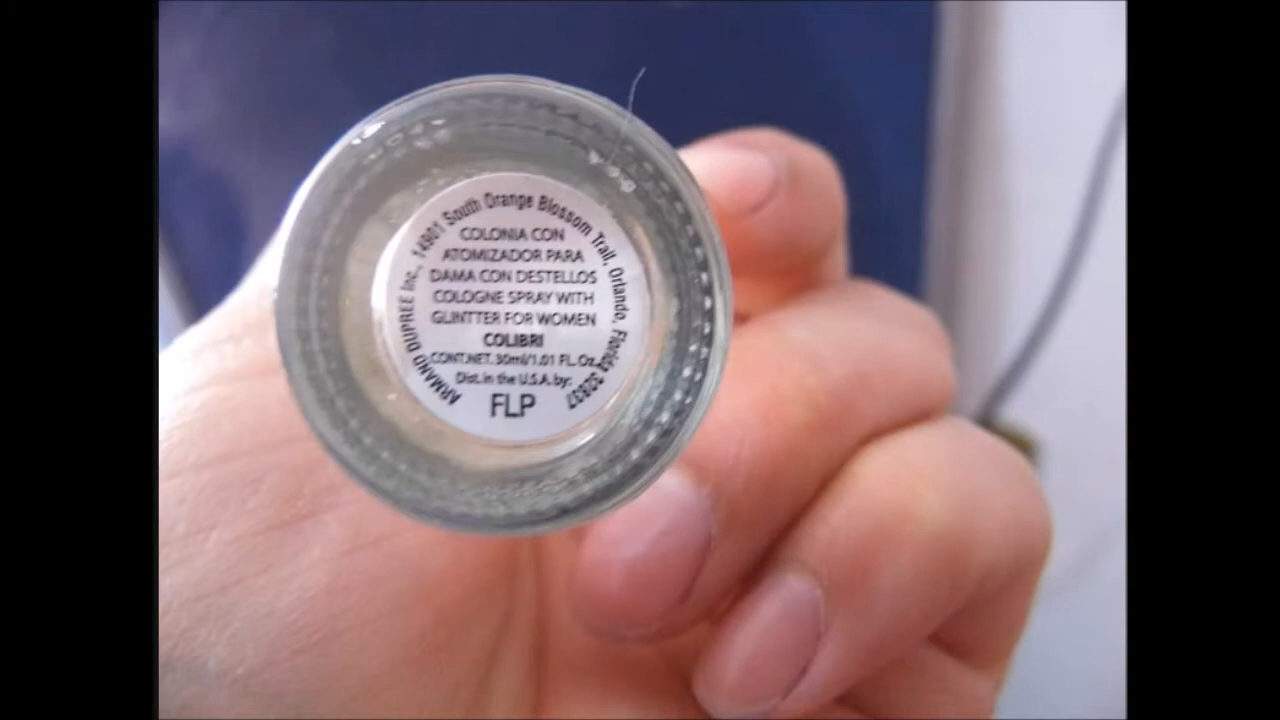 ARMAND DUPREE Inc., 14901 South Orange Blossom Trail, Orlando, Florida 32837
COLONIA CON
ATOMIZADOR PARA
DAMA CON DESTELLOS
COLOGNE SPRAY WITH
GLINTTER FOR WOMEN
COLIBRI
CONT.NET. 30ml/1.01 FL. Oz.
Dist. in the U.S.A. by:
FLP